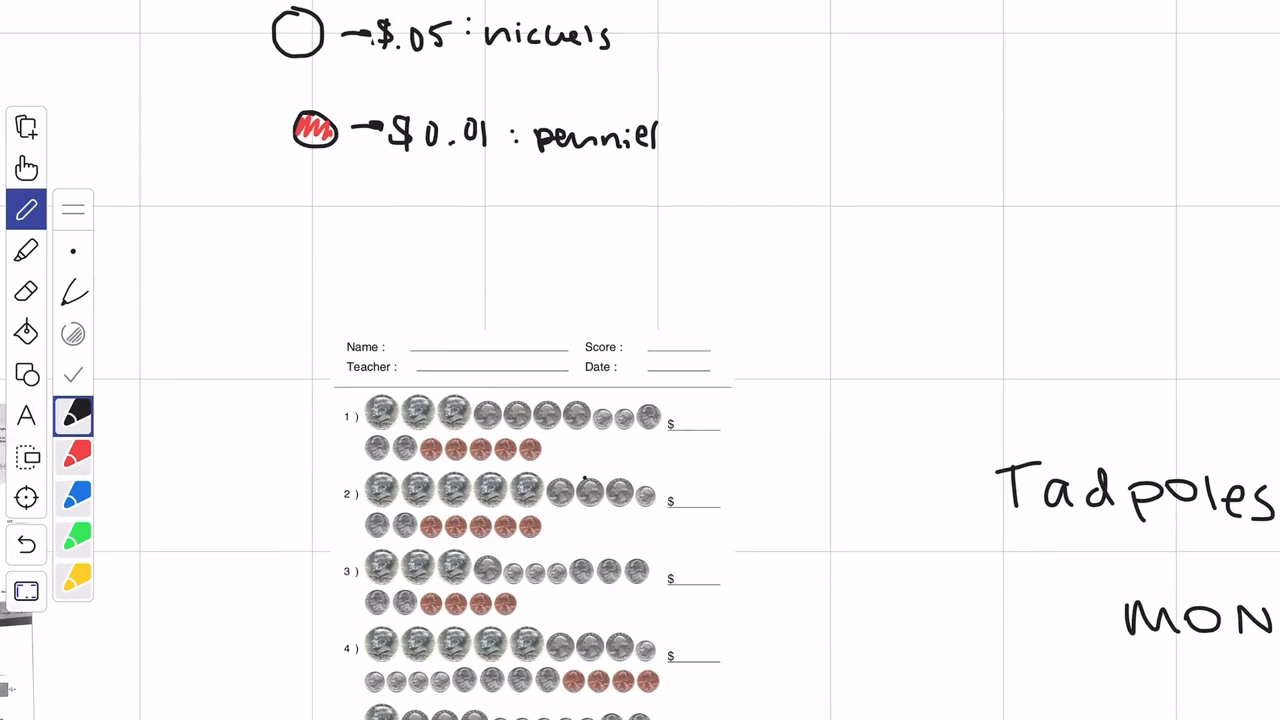 →$.05 : nickels
→$0.01 : pennies
Name :
Score :
Teacher :
Date :
1 )
$
2 )
$
3 )
$
4 )
$
Tadpoles
MON
A